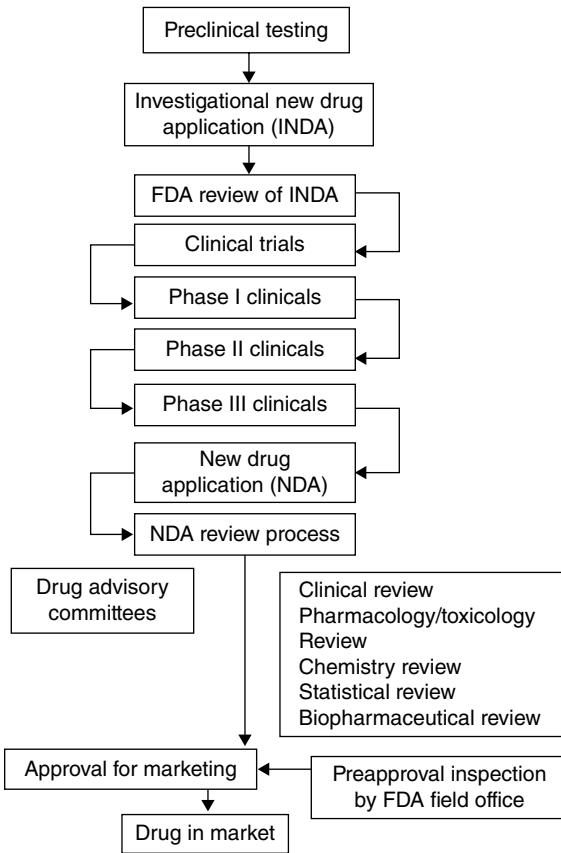 Preclinical testing
Investigational new drug
application (INDA)
FDA review of INDA
Clinical trials
Phase I clinicals
Phase II clinicals
Phase III clinicals
New drug
application (NDA)
NDA review process
Drug advisory
committees
Clinical review
Pharmacology/toxicology
Review
Chemistry review
Statistical review
Biopharmaceutical review
Approval for marketing
Preapproval inspection
by FDA field office
Drug in market